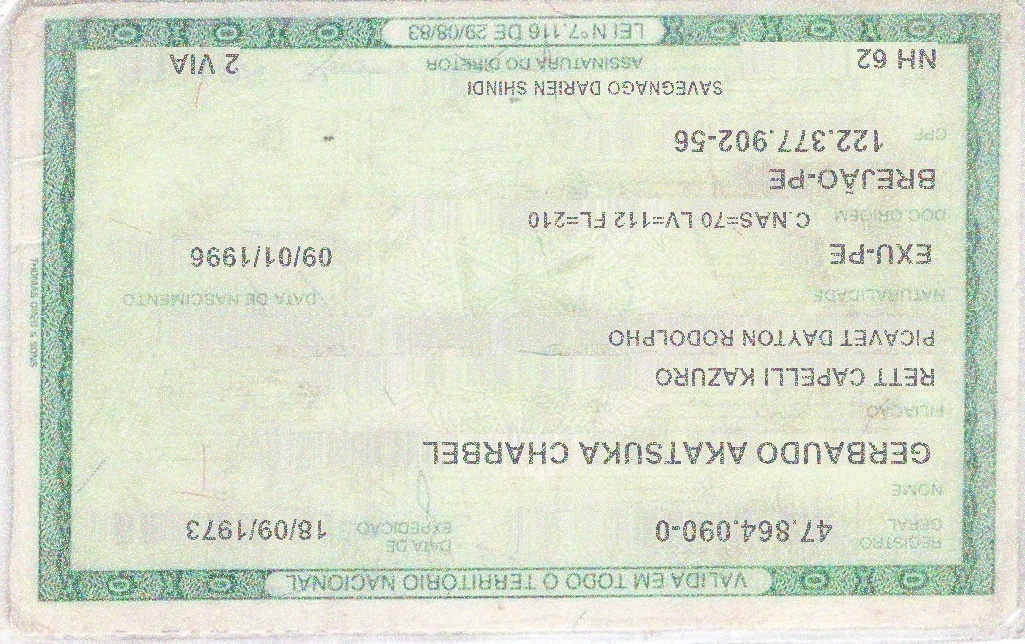 VALIDA EM TODO O TERRITORIO NACIONAL
REGISTRO GERAL 47.864.090-0 DATA DE EXPEDIÇÃO 18/09/1973
NOME
GERBAUDO AKATSUKA CHARBEL
FILIAÇÃO
RETT CAPELLI KAZURO
PICAVET DAYTON RODOLPHO
NATURALIDADE DATA DE NASCIMENTO
EXU-PE 09/01/1996
DOC ORIGEM C.NAS=70 LV=112 FL=210
BREJÃO-PE
CPF 122.377.902-56
SAVEGNAGO DARIEN SHINDI
NH 62 ASSINATURA DO DIRETOR 2 VIA
LEI Nº 7.116 DE 29/08/83